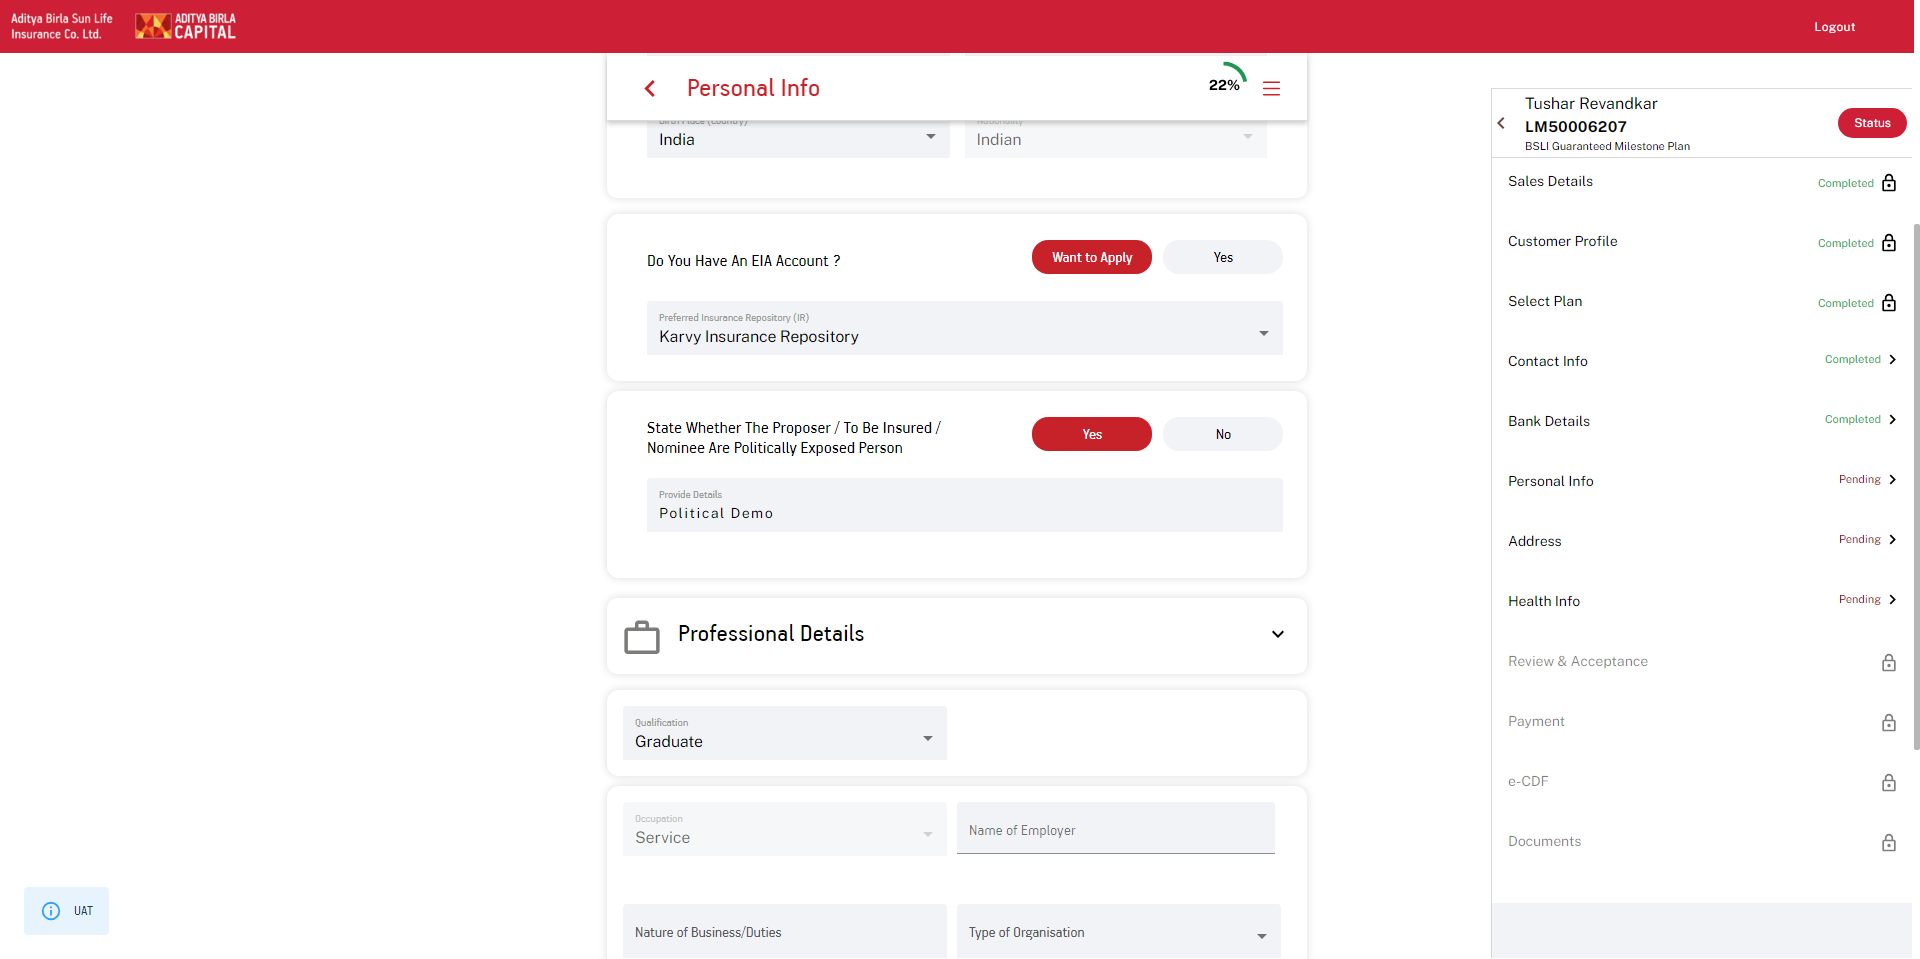 Aditya Birla Sun Life
Insurance Co. Ltd.
ADITYA BIRLA
CAPITAL
Logout
Personal Info
22%
Birth Place (Country)
India
Nationality
Indian
Do You Have An EIA Account ?
Want to Apply
Yes
Preferred Insurance Repository (IR)
Karvy Insurance Repository
State Whether The Proposer / To Be Insured /
Nominee Are Politically Exposed Person
Yes
No
Provide Details
Political Demo
Professional Details
Qualification
Graduate
Occupation
Service
Name of Employer
Nature of Business/Duties
Type of Organisation
UAT
Tushar Revandkar
LM50006207
BSLI Guaranteed Milestone Plan
Status
Sales Details
Completed
Customer Profile
Completed
Select Plan
Completed
Contact Info
Completed
Bank Details
Completed
Personal Info
Pending
Address
Pending
Health Info
Pending
Review & Acceptance
Payment
e-CDF
Documents